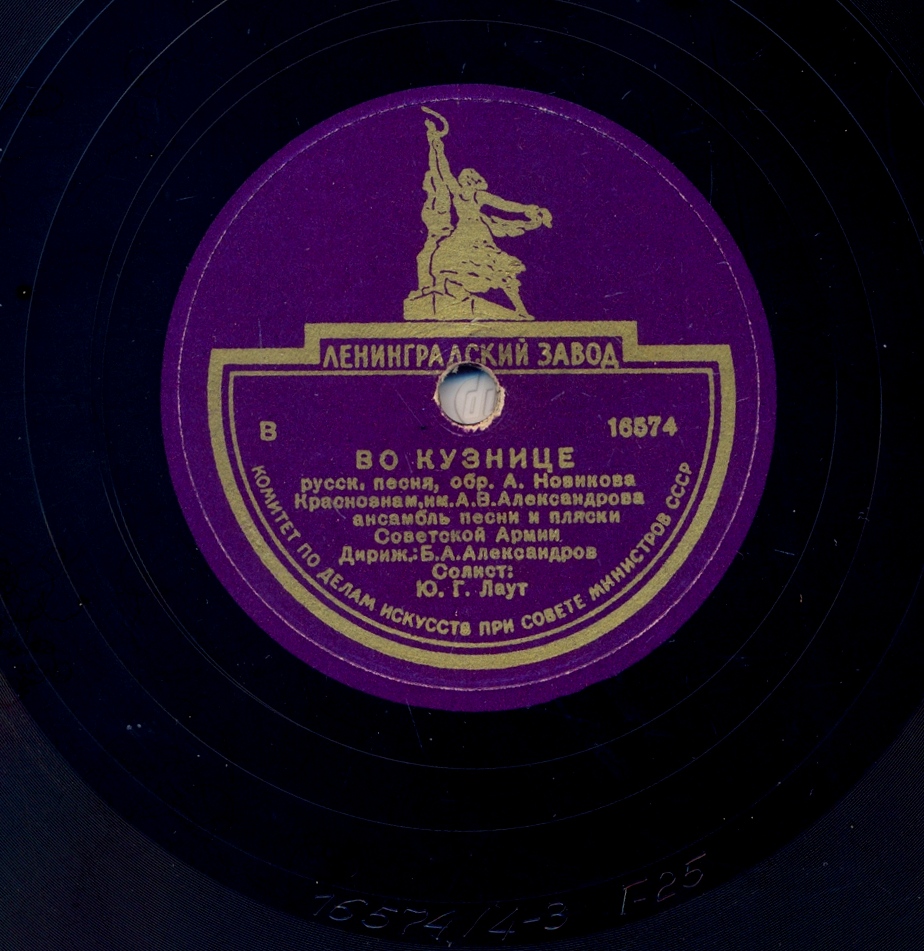 ЛЕНИНГРАДСКИЙ ЗАВОД
В 16574
ВО КУЗНИЦЕ
русск. песня, обр. А. Новикова
Краснознам.им.А.В.Александрова
ансамбль песни и пляски
Советской Армии
Дириж.:Б.А.Александров
Солист:
Ю. Г. Лаут
КОМИТЕТ ПО ДЕЛАМ ИСКУССТВ ПРИ СОВЕТЕ МИНИСТРОВ СССР
16574/4-3 Г-25